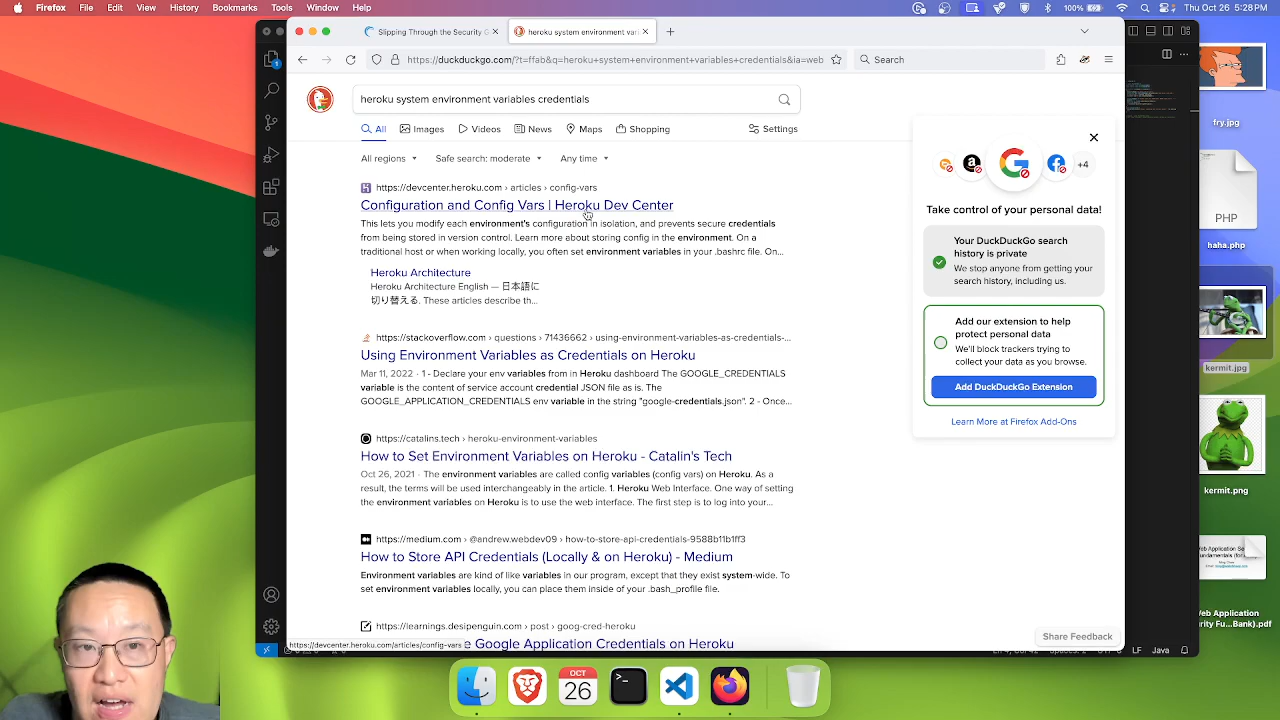 Firefox File Edit View History Bookmarks Tools Window Help
100% Thu Oct 26 5:28 PM
Slipping Through the Security G
heroku system environment vari
https://duckduckgo.com/?t=ffab&q=heroku+system+environment+variables+credentials&ia=web
Search
heroku system environment variables credentials
All Images Videos News Maps Shopping Settings
All regions Safe search: moderate Any time
https://devcenter.heroku.com › articles › config-vars
Configuration and Config Vars | Heroku Dev Center
This lets you modify each environment's configuration in isolation, and prevents secure credentials
from being stored in version control. Learn more about storing config in the environment. On a
traditional host or when working locally, you often set environment variables in your .bashrc file. On...
Heroku Architecture
Heroku Architecture English — 日本語に
切り替える. These articles describe th...
https://stackoverflow.com › questions › 71436662 › using-environment-variables-as-credentials-...
Using Environment Variables as Credentials on Heroku
Mar 11, 2022 · 1 - Declare your env variables from in Heroku dashboard The GOOGLE_CREDENTIALS
variable is the content of service account credential JSON file as is. The
GOOGLE_APPLICATION_CREDENTIALS env variable in the string "google-credentials.json". 2 - Once...
https://catalins.tech › heroku-environment-variables
How to Set Environment Variables on Heroku - Catalin's Tech
Oct 26, 2021 · The environment variables are called config variables (config vars) on Heroku. As a
result, the terms will be used interchangeably in the article. 1. Heroku Web Interface. One way of setting
the environment variables on Heroku is to use the web interface. The first step is to log into your...
https://medium.com › @andrewwebdev09 › how-to-store-api-credentials-9588b11b1ff3
How to Store API Credentials (Locally & on Heroku) - Medium
Environment variables are kind of like variables in our program, except that they exist system-wide. To
set environment variables locally, you can place them inside of your .bash_profile file.
https://learnings.desipenguin.com › post › goog-cred-heroku
e Google Application Credentials on Heroku
https://devcenter.heroku.com/articles/config-vars
+4
Take control of your personal data!
Your DuckDuckGo search
history is private
We stop anyone from getting your
search history, including us.
Add our extension to help
protect personal data
We'll block trackers trying to
collect your data as you browse.
Add DuckDuckGo Extension
Learn More at Firefox Add-Ons
Share Feedback
LF Java
1
fry.jpg
PHP
haha.php
kermit.jpg
kermit.png
Web Application
rity Fu...Bank).pdf
OCT
26